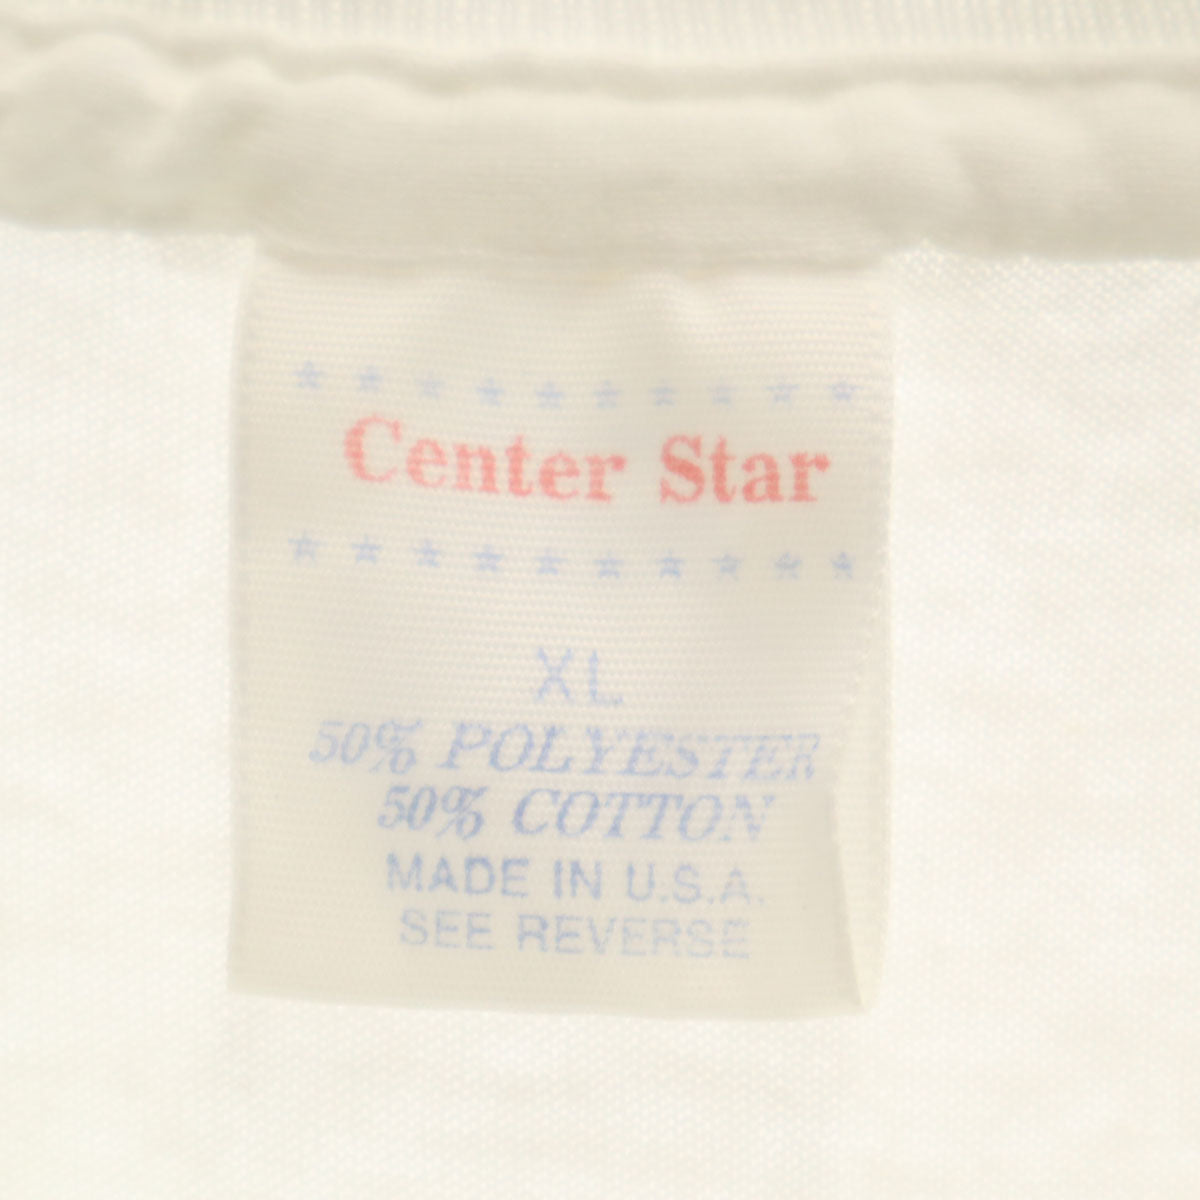 Center Star
XL
50% POLYESTER
50% COTTON
MADE IN U.S.A.
SEE REVERSE